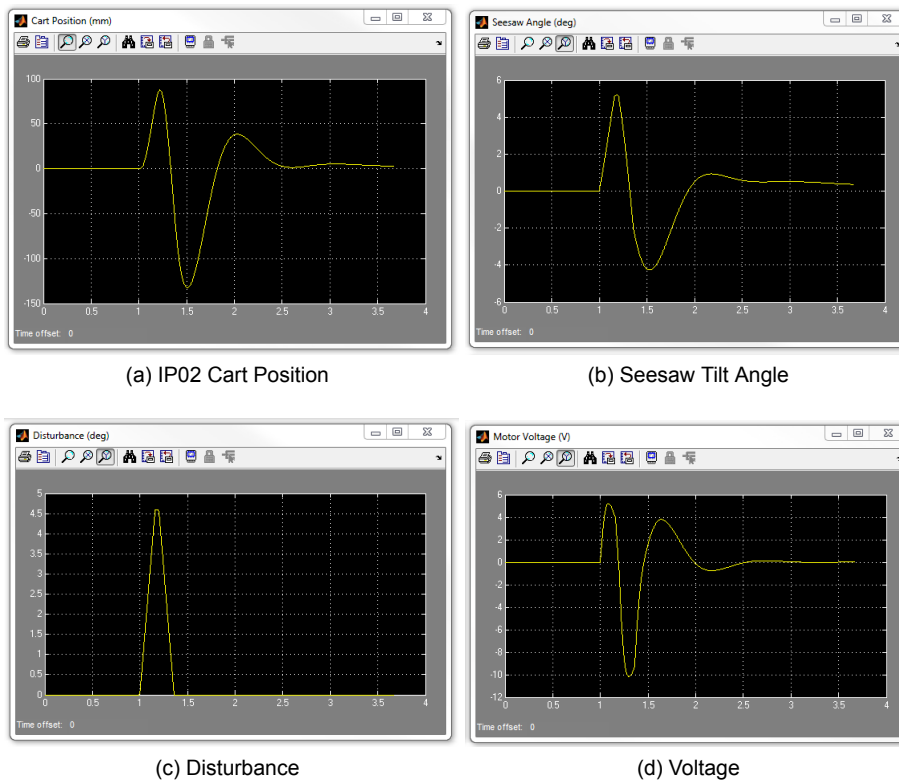 Cart Position (mm)
100
50
0
-50
-100
-150
0 0.5 1 1.5 2 2.5 3 3.5 4
Time offset: 0
(a) IP02 Cart Position
Seesaw Angle (deg)
6
4
2
0
-2
-4
-6
0 0.5 1 1.5 2 2.5 3 3.5 4
Time offset: 0
(b) Seesaw Tilt Angle
Disturbance (deg)
5
4.5
4
3.5
3
2.5
2
1.5
1
0.5
0
0 0.5 1 1.5 2 2.5 3 3.5 4
Time offset: 0
(c) Disturbance
Motor Voltage (V)
6
4
2
0
-2
-4
-6
-8
-10
-12
0 0.5 1 1.5 2 2.5 3 3.5 4
Time offset: 0
(d) Voltage